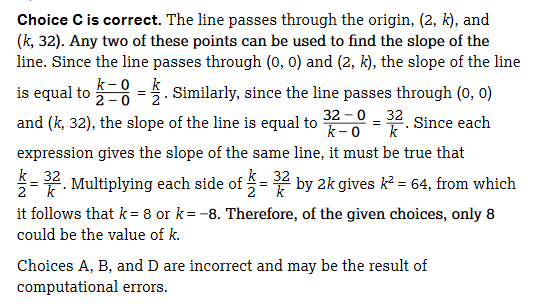 Choice C is correct. The line passes through the origin, (2, k), and
(k, 32). Any two of these points can be used to find the slope of the
line. Since the line passes through (0, 0) and (2, k), the slope of the line
is equal to \frac{k – 0}{2 – 0} = \frac{k}{2}. Similarly, since the line passes through (0, 0)
and (k, 32), the slope of the line is equal to \frac{32 – 0}{k – 0} = \frac{32}{k}. Since each
expression gives the slope of the same line, it must be true that
\frac{k}{2} = \frac{32}{k}. Multiplying each side of \frac{k}{2} = \frac{32}{k} by 2k gives k² = 64, from which
it follows that k = 8 or k = –8. Therefore, of the given choices, only 8
could be the value of k.
Choices A, B, and D are incorrect and may be the result of
computational errors.